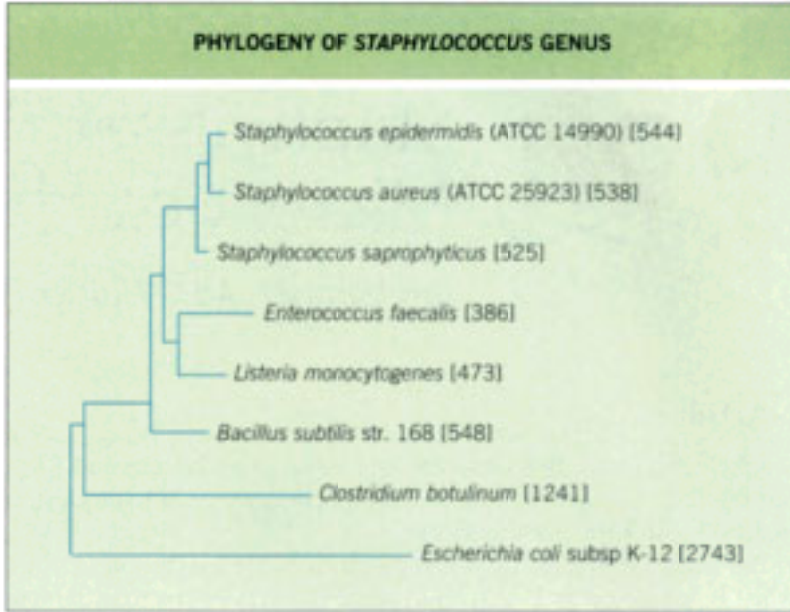 PHYLOGENY OF STAPHYLOCOCCUS GENUS
Staphylococcus epidermidis (ATCC 14990) [544]
Staphylococcus aureus (ATCC 25923) [538]
Staphylococcus saprophyticus [525]
Enterococcus faecalis [386]
Listeria monocytogenes [473]
Bacillus subtilis str. 168 [548]
Clostridium botulinum [1241]
Escherichia coli subsp K-12 [2743]